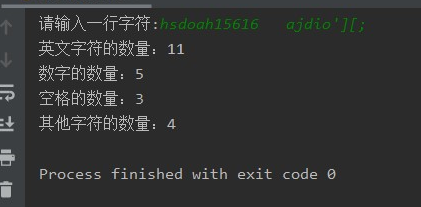 请输入一行字符:hsdoah15616   ajdio'][;
英文字符的数量：11
数字的数量：5
空格的数量：3
其他字符的数量：4
Process finished with exit code 0